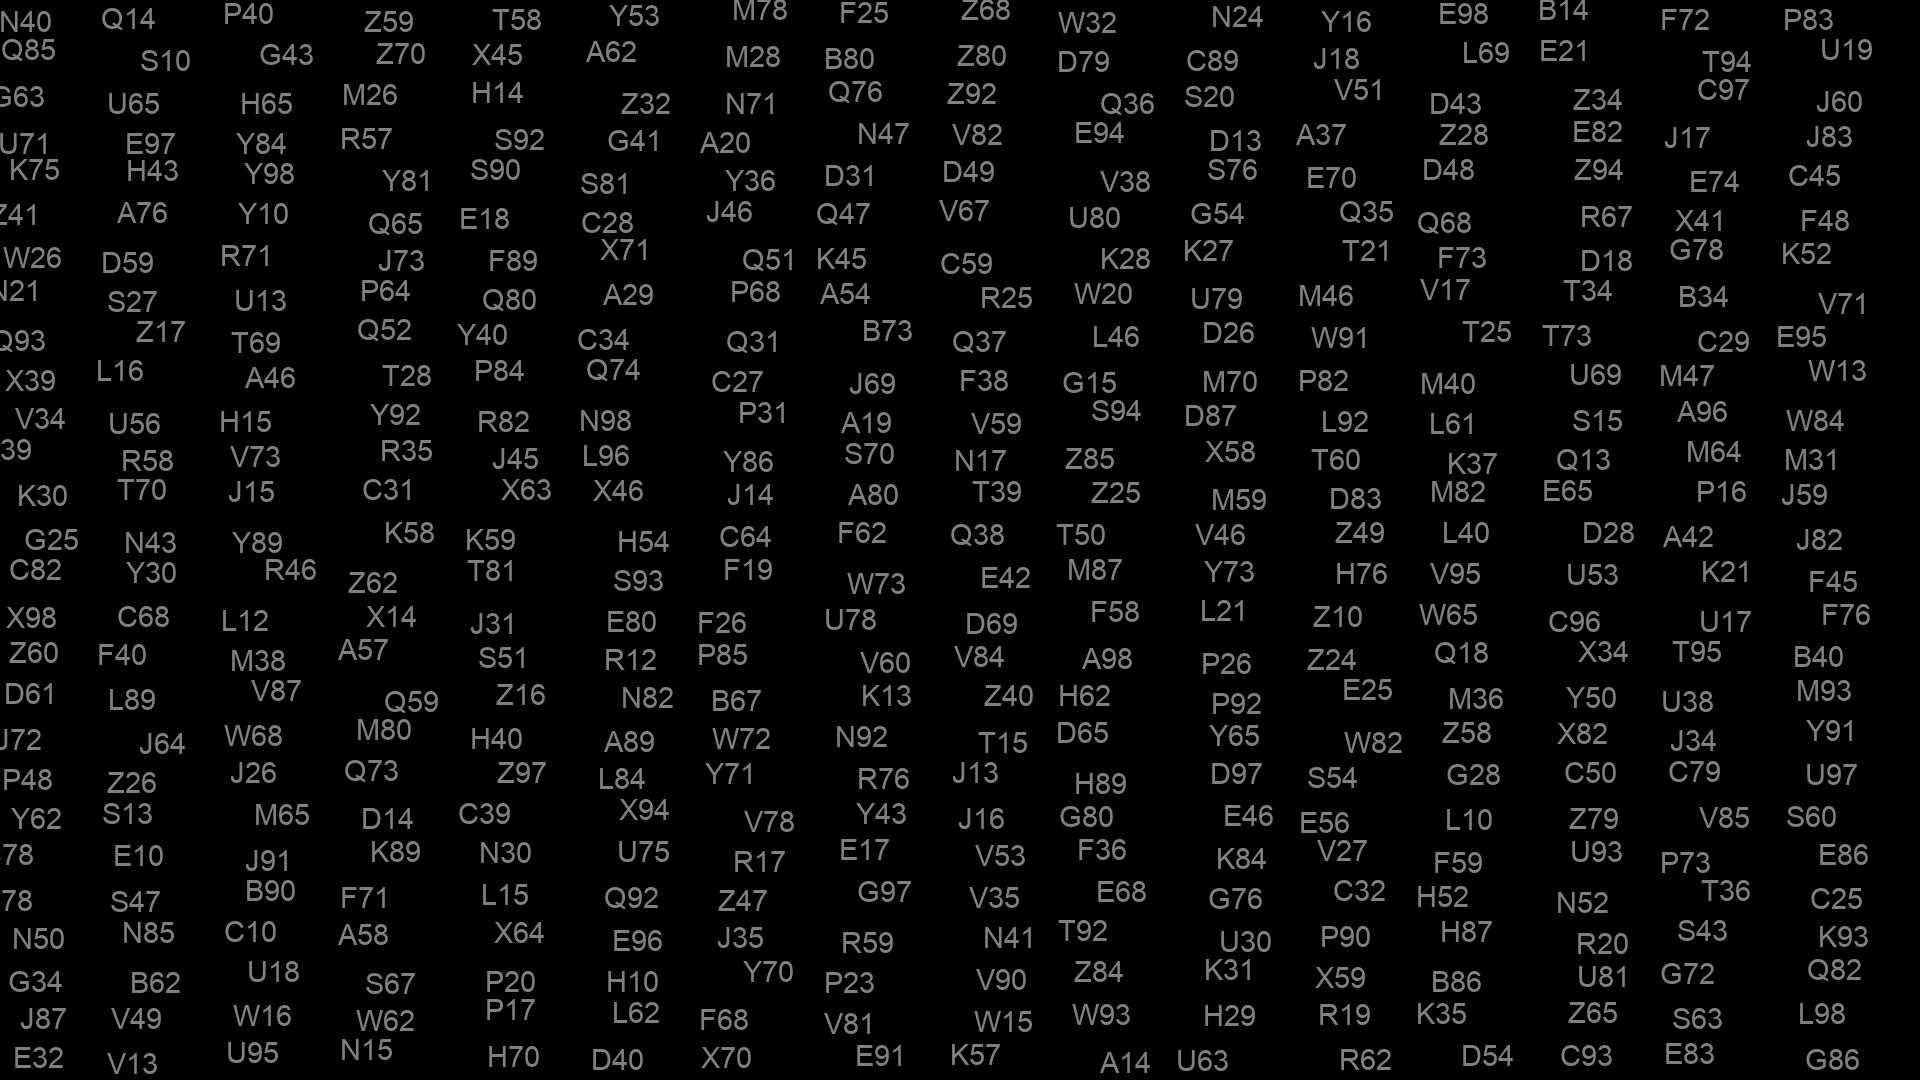 N40 Q14 P40 Z59 T58 Y53 M78 F25 Z68 W32 N24 Y16 E98 B14 F72 P83
Q85 S10 G43 Z70 X45 A62 M28 B80 Z80 D79 C89 J18 L69 E21 T94 U19
G63 U65 H65 M26 H14 Z32 N71 Q76 Z92 Q36 S20 V51 D43 Z34 C97 J60
U71 E97 Y84 R57 S92 G41 A20 N47 V82 E94 D13 A37 Z28 E82 J17 J83
K75 H43 Y98 Y81 S90 S81 Y36 D31 D49 V38 S76 E70 D48 Z94 E74 C45
Z41 A76 Y10 Q65 E18 C28 J46 Q47 V67 U80 G54 Q35 Q68 R67 X41 F48
W26 D59 R71 J73 F89 X71 Q51 K45 C59 K28 K27 T21 F73 D18 G78 K52
N21 S27 U13 P64 Q80 A29 P68 A54 R25 W20 U79 M46 V17 T34 B34 V71
Q93 Z17 T69 Q52 Y40 C34 Q31 B73 Q37 L46 D26 W91 T25 T73 C29 E95
X39 L16 A46 T28 P84 Q74 C27 J69 F38 G15 M70 P82 M40 U69 M47 W13
V34 U56 H15 Y92 R82 N98 P31 A19 V59 S94 D87 L92 L61 S15 A96 W84
39 R58 V73 R35 J45 L96 Y86 S70 N17 Z85 X58 T60 K37 Q13 M64 M31
K30 T70 J15 C31 X63 X46 J14 A80 T39 Z25 M59 D83 M82 E65 P16 J59
G25 N43 Y89 K58 K59 H54 C64 F62 Q38 T50 V46 Z49 L40 D28 A42 J82
C82 Y30 R46 Z62 T81 S93 F19 W73 E42 M87 Y73 H76 V95 U53 K21 F45
X98 C68 L12 X14 J31 E80 F26 U78 D69 F58 L21 Z10 W65 C96 U17 F76
Z60 F40 M38 A57 S51 R12 P85 V60 V84 A98 P26 Z24 Q18 X34 T95 B40
D61 L89 V87 Q59 Z16 N82 B67 K13 Z40 H62 P92 E25 M36 Y50 U38 M93
J72 J64 W68 M80 H40 A89 W72 N92 T15 D65 Y65 W82 Z58 X82 J34 Y91
P48 Z26 J26 Q73 Z97 L84 Y71 R76 J13 H89 D97 S54 G28 C50 C79 U97
Y62 S13 M65 D14 C39 X94 V78 Y43 J16 G80 E46 E56 L10 Z79 V85 S60
78 E10 J91 K89 N30 U75 R17 E17 V53 F36 K84 V27 F59 U93 P73 E86
78 S47 B90 F71 L15 Q92 Z47 G97 V35 E68 G76 C32 H52 N52 T36 C25
N50 N85 C10 A58 X64 E96 J35 R59 N41 T92 U30 P90 H87 R20 S43 K93
G34 B62 U18 S67 P20 H10 Y70 P23 V90 Z84 K31 X59 B86 U81 G72 Q82
J87 V49 W16 W62 P17 L62 F68 V81 W15 W93 H29 R19 K35 Z65 S63 L98
E32 V13 U95 N15 H70 D40 X70 E91 K57 A14 U63 R62 D54 C93 E83 G86